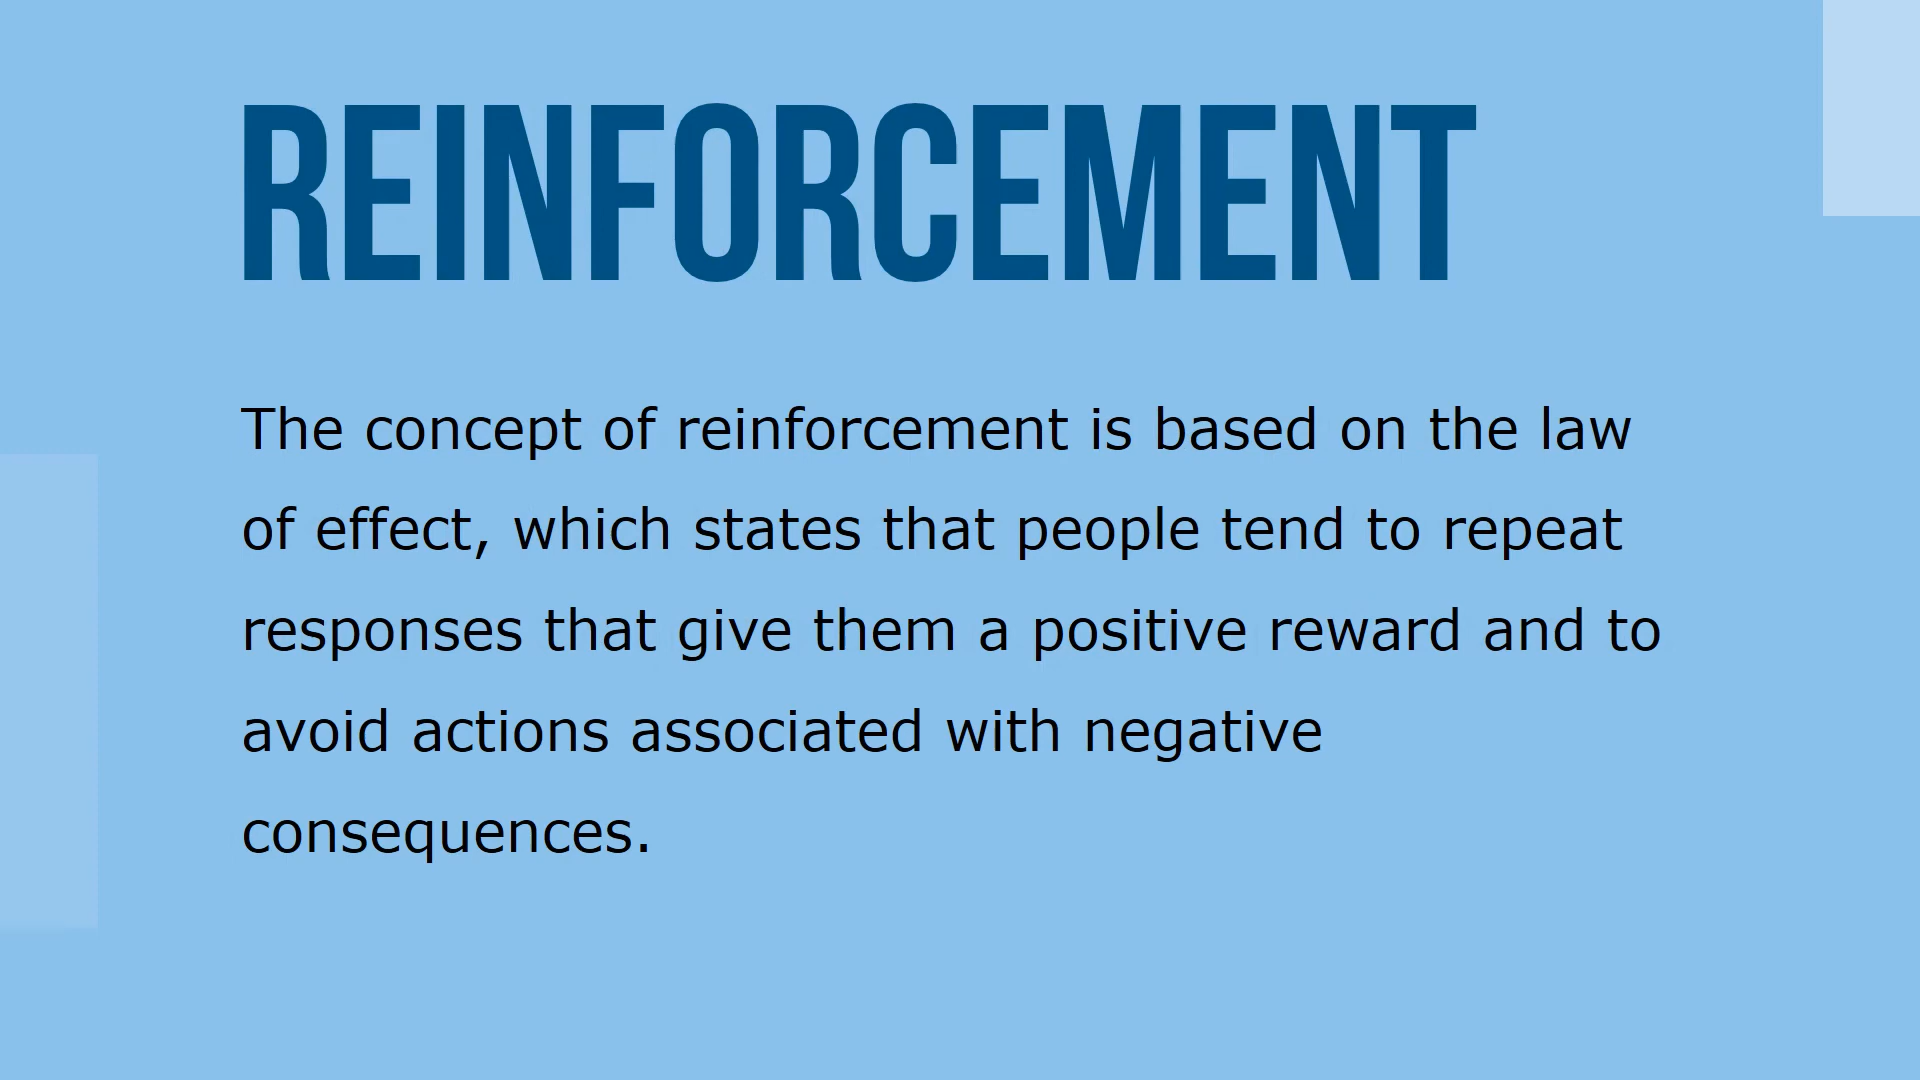 REINFORCEMENT
The concept of reinforcement is based on the law
of effect, which states that people tend to repeat
responses that give them a positive reward and to
avoid actions associated with negative
consequences.